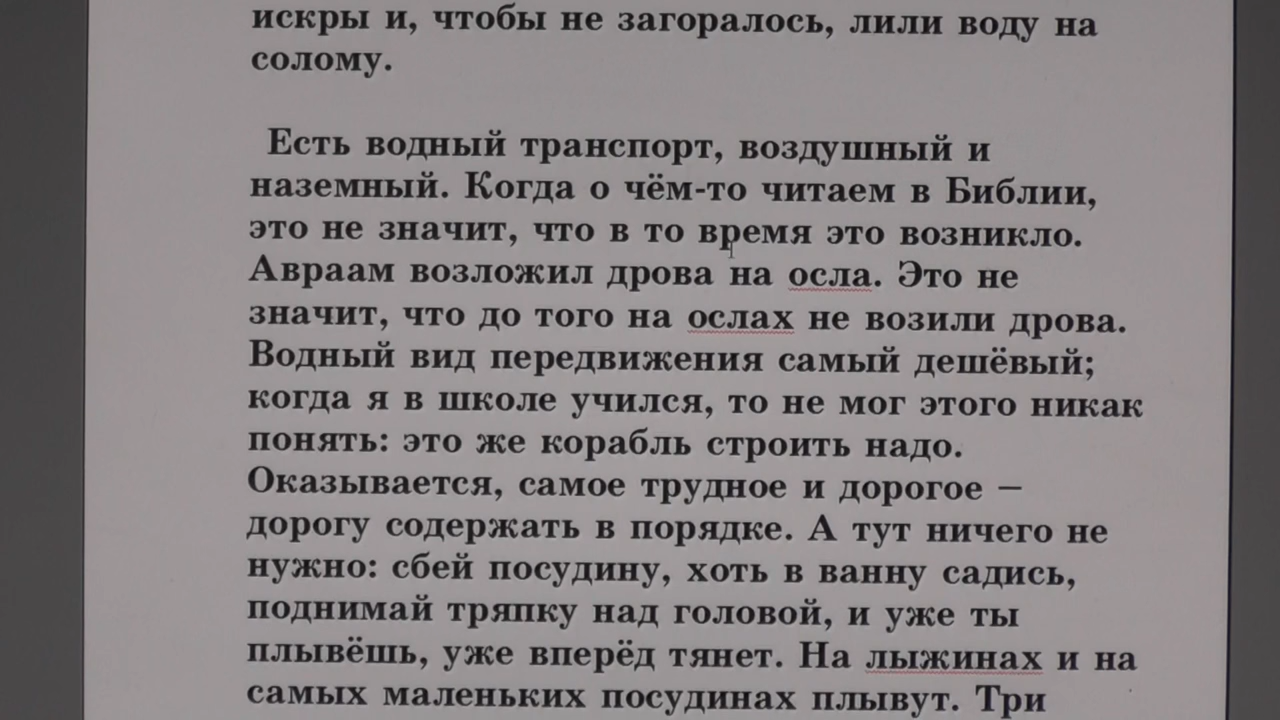 искры и, чтобы не загоралось, лили воду на
солому.
Есть водный транспорт, воздушный и
наземный. Когда о чём-то читаем в Библии,
это не значит, что в то время это возникло.
Авраам возложил дрова на осла. Это не
значит, что до того на ослах не возили дрова.
Водный вид передвижения самый дешёвый;
когда я в школе учился, то не мог этого никак
понять: это же корабль строить надо.
Оказывается, самое трудное и дорогое –
дорогу содержать в порядке. А тут ничего не
нужно: сбей посудину, хоть в ванну садись,
поднимай тряпку над головой, и уже ты
плывёшь, уже вперёд тянет. На лыжинах и на
самых маленьких посудинах плывут. Три